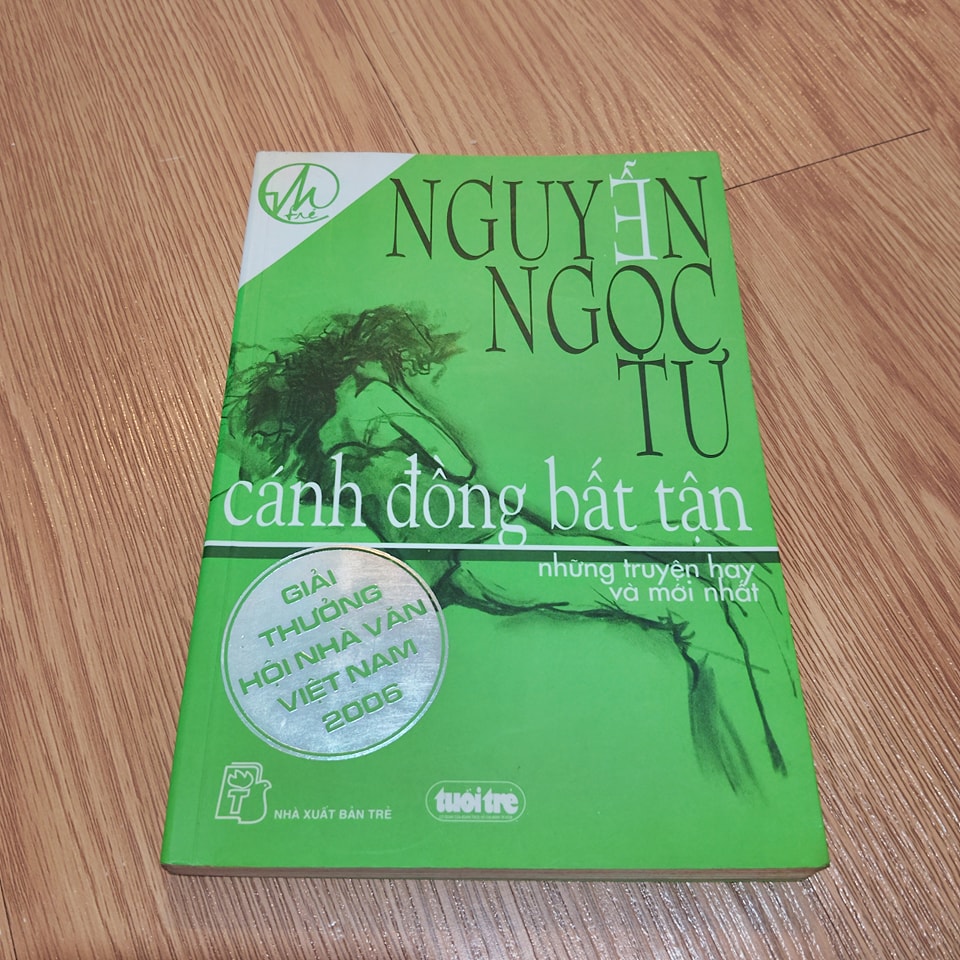 trẻ
NGUYỄN
NGỌC
TƯ
cánh đồng bất tận
những truyện hay
và mới nhất
GIẢI
THƯỞNG
HỘI NHÀ VĂN
VIỆT NAM
2006
T
NHÀ XUẤT BẢN TRẺ
tuổi trẻ